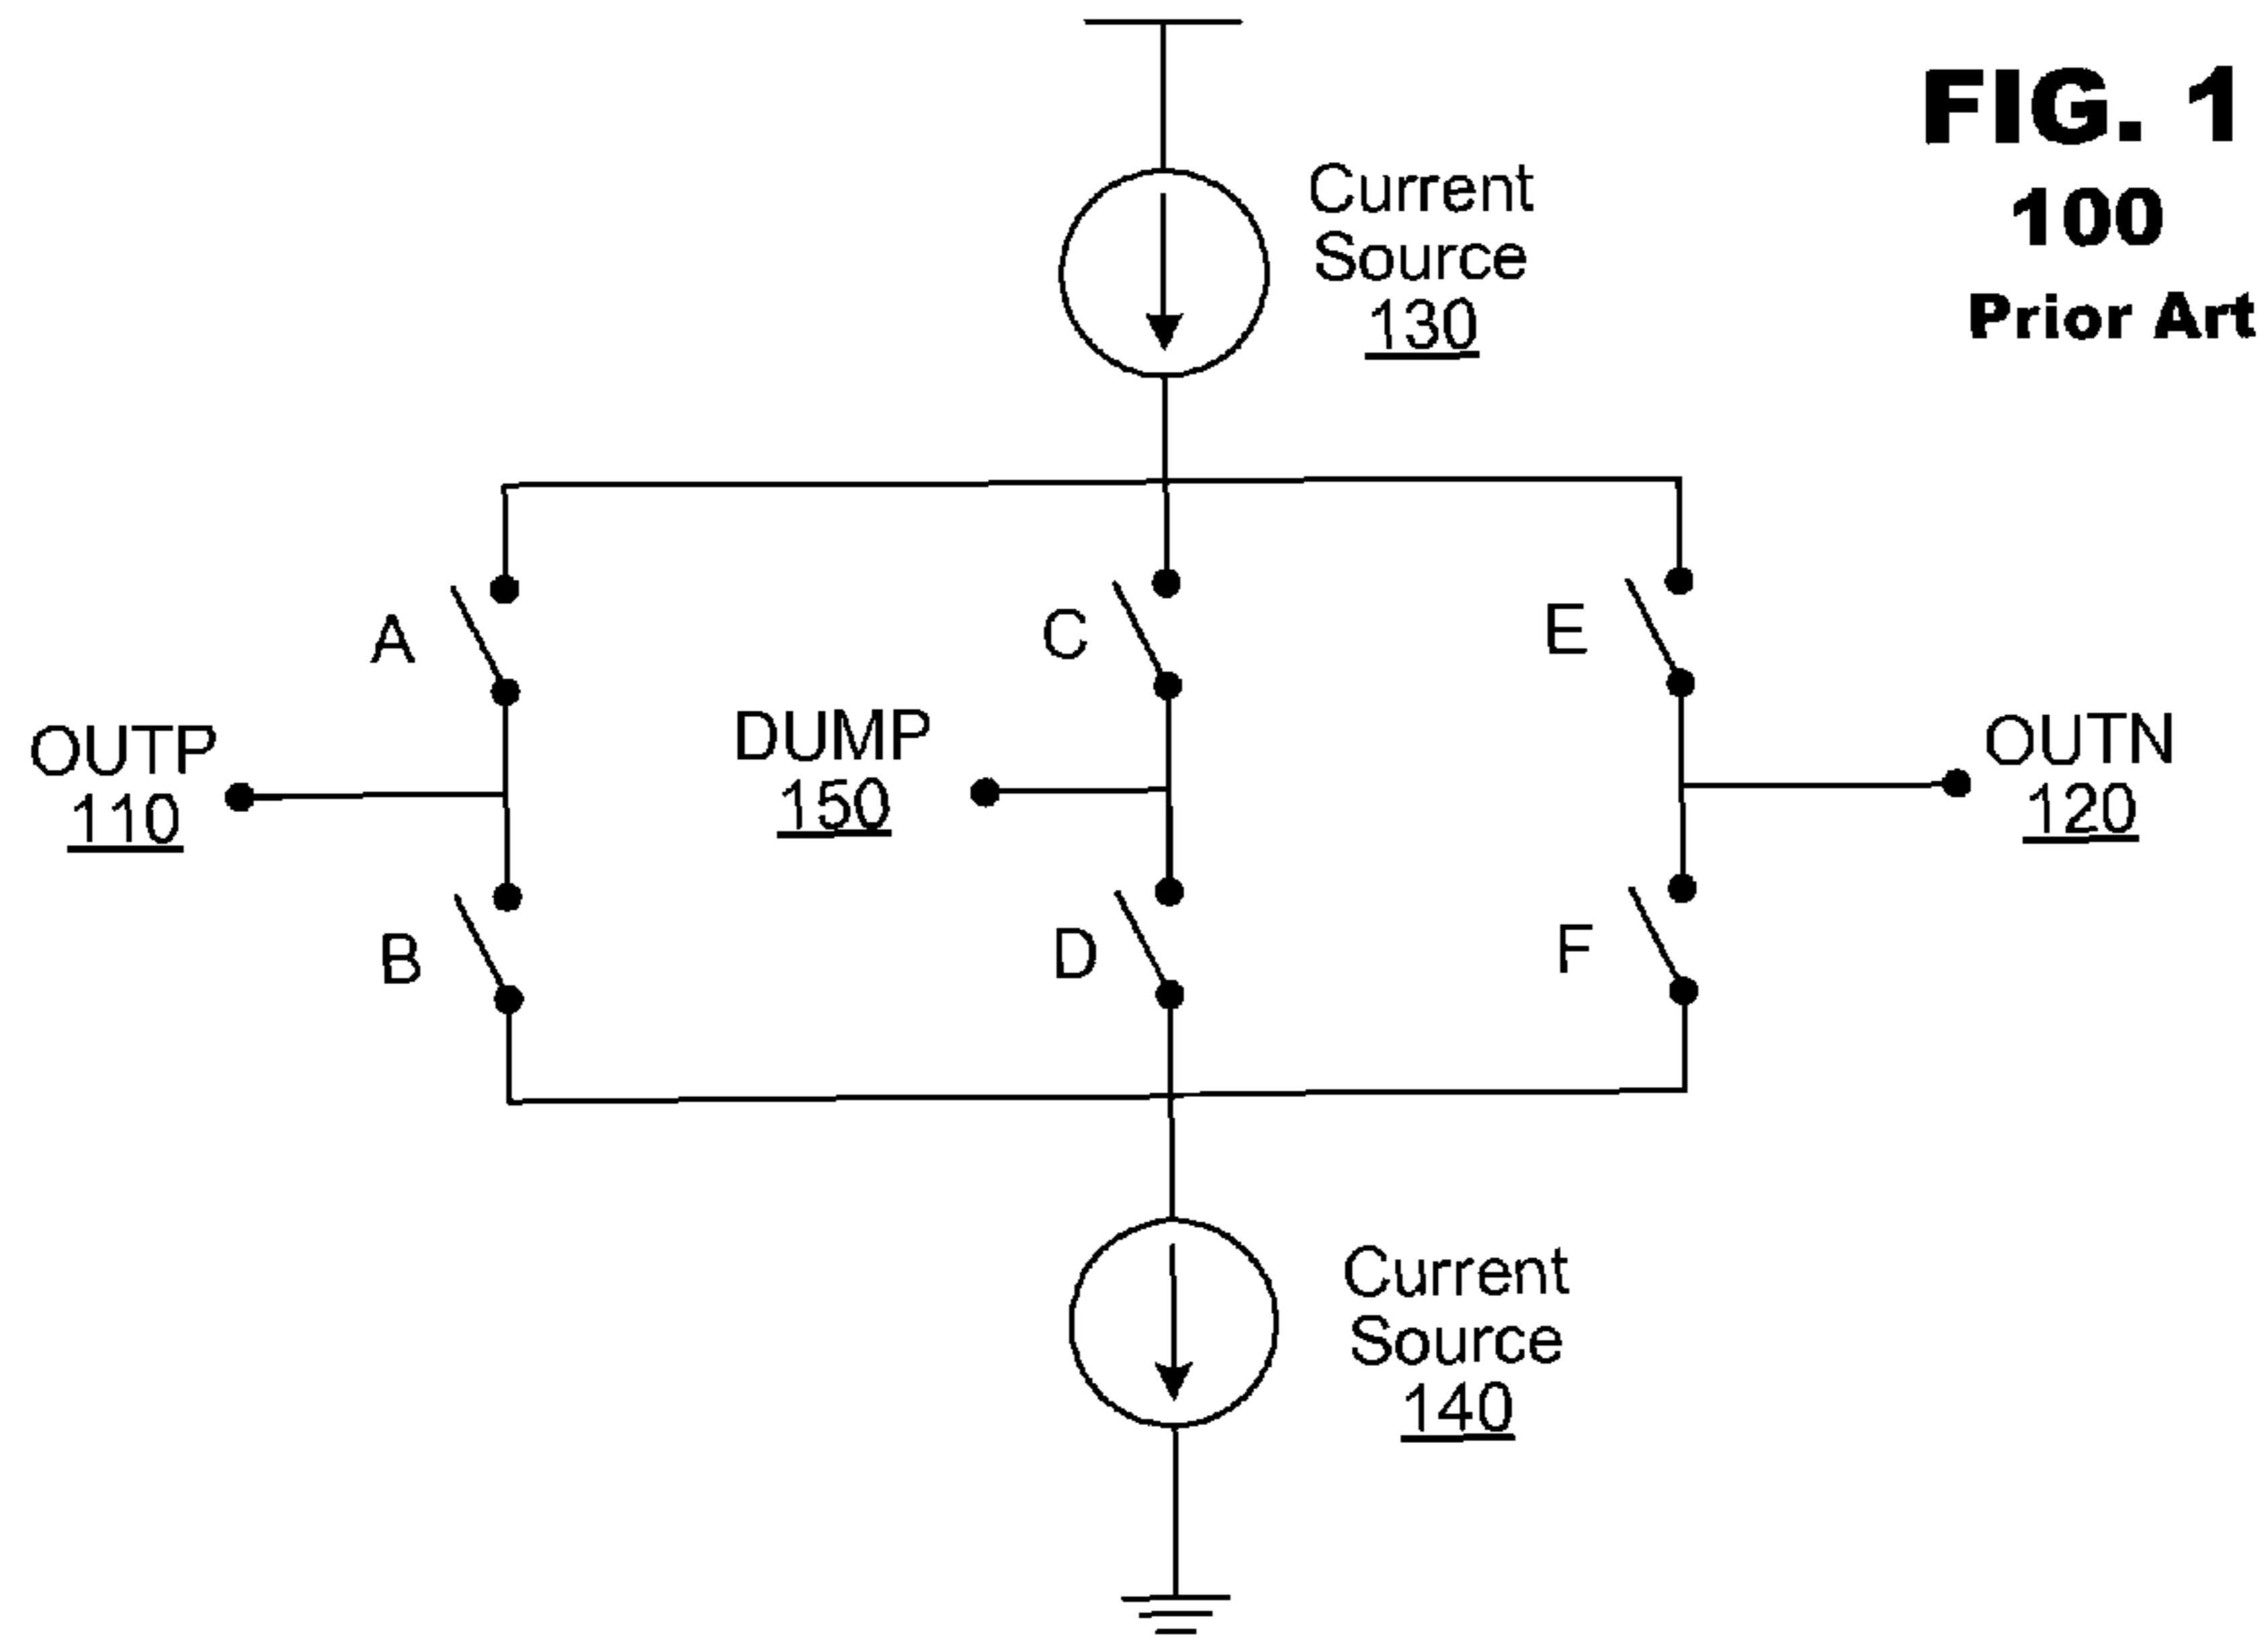 FIG. 1
100
Prior Art
Current
Source
130
A
C
E
OUTP
110
DUMP
150
OUTN
120
B
D
F
Current
Source
140